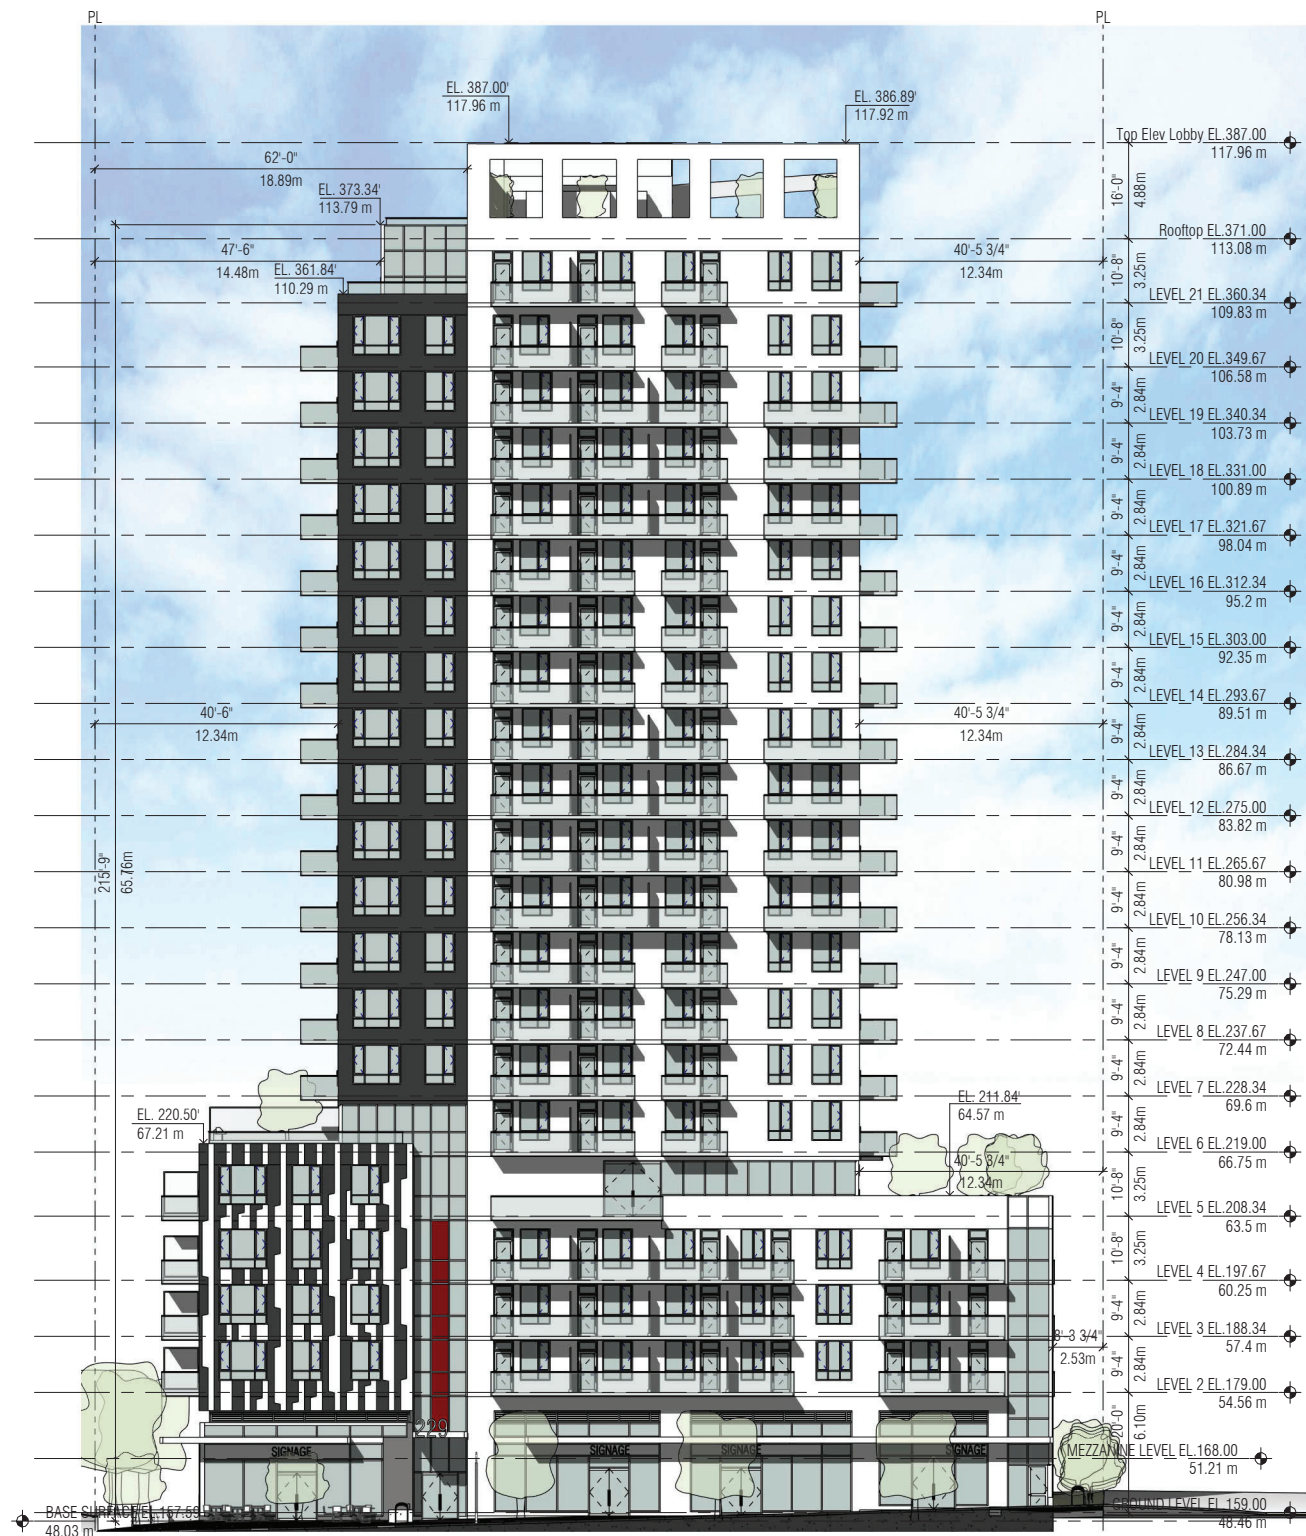 PL
PL
EL. 387.00'
117.96 m
EL. 386.89'
117.92 m
Top Elev Lobby EL.387.00
117.96 m
62'-0"
18.89m
EL. 373.34'
113.79 m
16'-0"
4.88m
Rooftop EL.371.00
113.08 m
47'-6"
14.48m
EL. 361.84'
110.29 m
40'-5 3/4"
12.34m
10'-8"
3.25m
LEVEL 21 EL.360.34
109.83 m
10'-8"
3.25m
LEVEL 20 EL.349.67
106.58 m
9'-4"
2.84m
LEVEL 19 EL.340.34
103.73 m
9'-4"
2.84m
LEVEL 18 EL.331.00
100.89 m
9'-4"
2.84m
LEVEL 17 EL.321.67
98.04 m
9'-4"
2.84m
LEVEL 16 EL.312.34
95.2 m
9'-4"
2.84m
LEVEL 15 EL.303.00
92.35 m
9'-4"
2.84m
LEVEL 14 EL.293.67
89.51 m
40'-6"
12.34m
40'-5 3/4"
12.34m
9'-4"
2.84m
LEVEL 13 EL.284.34
86.67 m
9'-4"
2.84m
LEVEL 12 EL.275.00
83.82 m
215'-9"
65.76m
9'-4"
2.84m
LEVEL 11 EL.265.67
80.98 m
9'-4"
2.84m
LEVEL 10 EL.256.34
78.13 m
9'-4"
2.84m
LEVEL 9 EL.247.00
75.29 m
9'-4"
2.84m
LEVEL 8 EL.237.67
72.44 m
9'-4"
2.84m
LEVEL 7 EL.228.34
69.6 m
EL. 220.50'
67.21 m
EL. 211.84'
64.57 m
9'-4"
2.84m
LEVEL 6 EL.219.00
66.75 m
40'-5 3/4"
12.34m
10'-8"
3.25m
LEVEL 5 EL.208.34
63.5 m
10'-8"
3.25m
LEVEL 4 EL.197.67
60.25 m
9'-4"
2.84m
LEVEL 3 EL.188.34
57.4 m
8'-3 3/4"
2.53m
9'-4"
2.84m
LEVEL 2 EL.179.00
54.56 m
20'-0"
6.10m
229
SIGNAGE
SIGNAGE
SIGNAGE
SIGNAGE
MEZZANINE LEVEL EL.168.00
51.21 m
BASE SURFACE EL.157.59
48.03 m
GROUND LEVEL EL.159.00
48.46 m